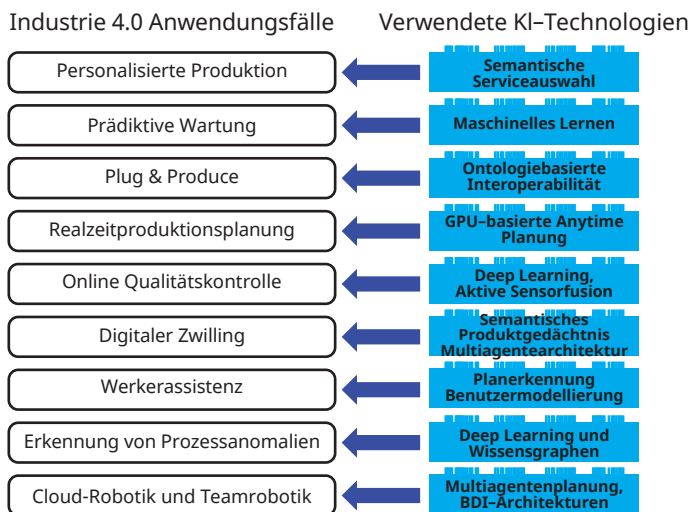 Industrie 4.0 Anwendungsfälle Verwendete Kl–Technologien
Personalisierte Produktion
Semantische
Serviceauswahl
Prädiktive Wartung
Maschinelles Lernen
Plug & Produce
Ontologiebasierte
Interoperabilität
Realzeitproduktionsplanung
GPU–basierte Anytime
Planung
Online Qualitätskontrolle
Deep Learning,
Aktive Sensorfusion
Digitaler Zwilling
Semantisches
Produktgedächtnis
Multiagentearchitektur
Werkerassistenz
Planerkennung
Benutzermodellierung
Erkennung von Prozessanomalien
Deep Learning und
Wissensgraphen
Cloud-Robotik und Teamrobotik
Multiagentenplanung,
BDI–Architekturen